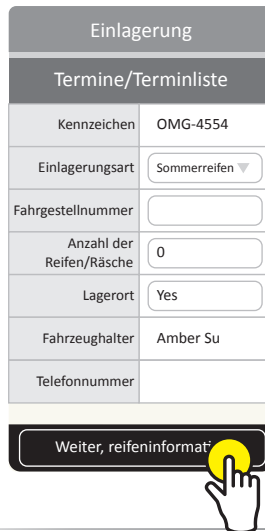 Einlagerung
Termine/Terminliste
Kennzeichen OMG-4554
Einlagerungsart Sommerreifen
Fahrgestellnummer
Anzahl der
Reifen/Räsche 0
Lagerort Yes
Fahrzeughalter Amber Su
Telefonnummer
Weiter,